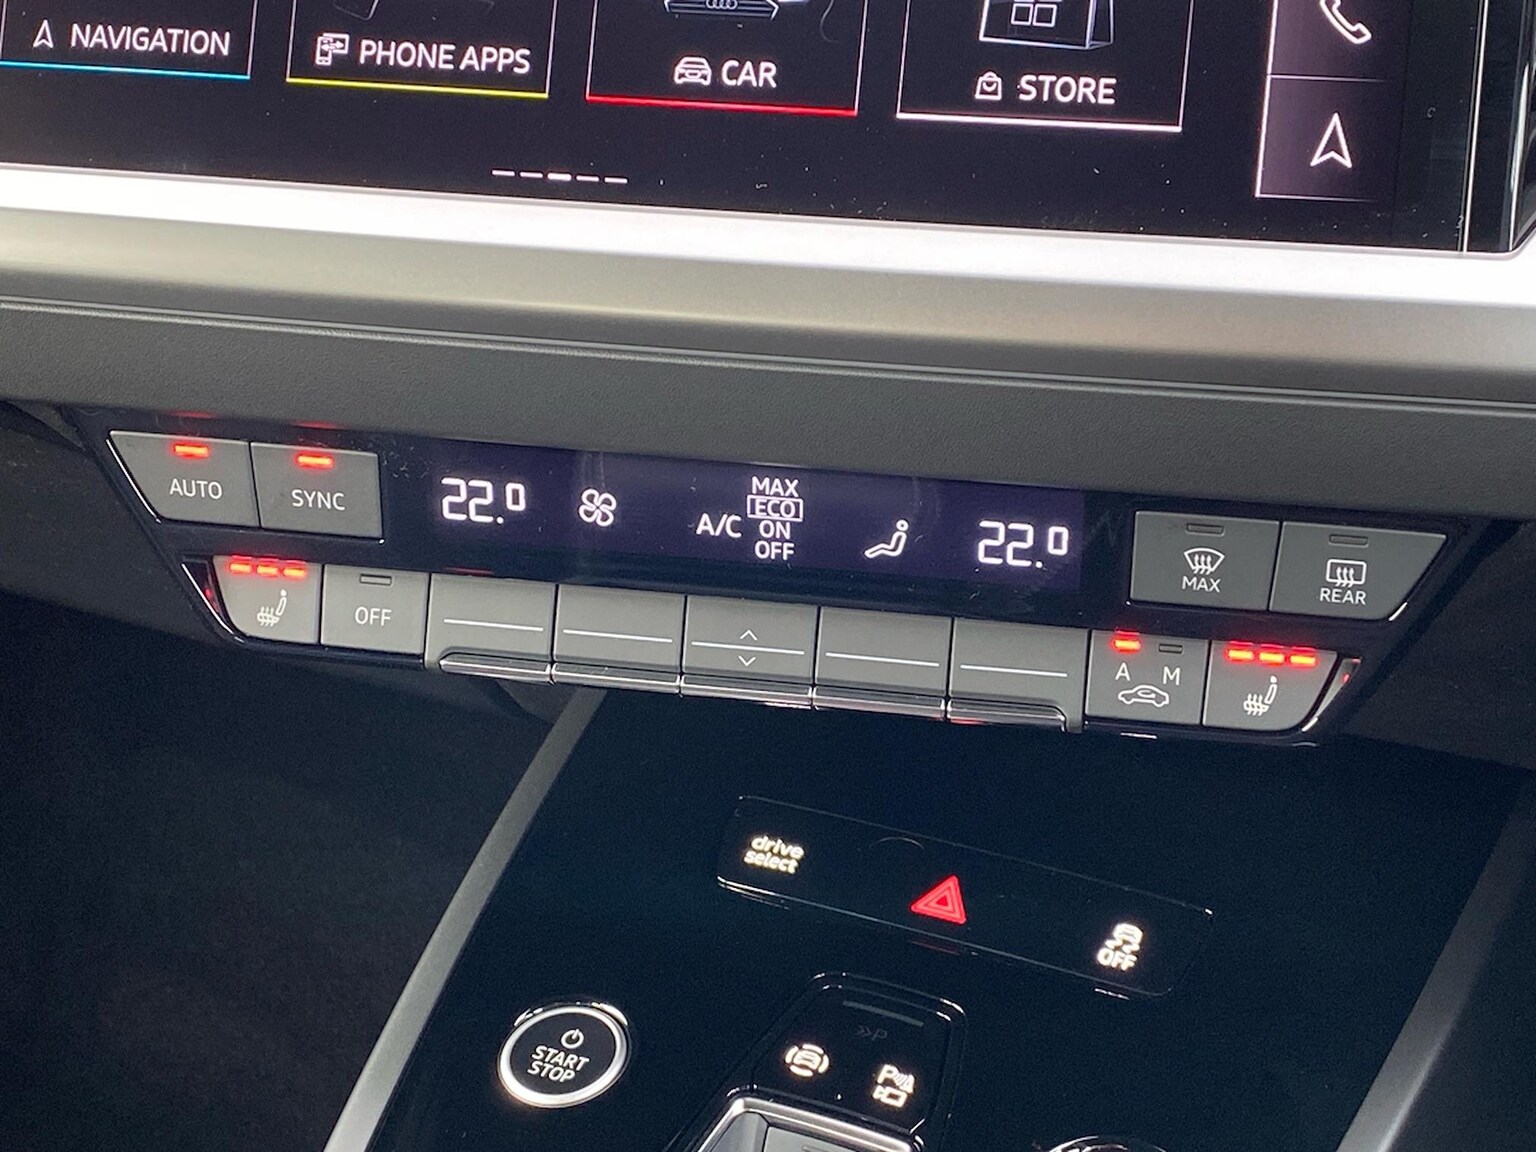 NAVIGATION
PHONE APPS
CAR
STORE
AUTO
SYNC
22.0
A/C
MAX
ECO
ON
OFF
22.0
MAX
REAR
OFF
A M
drive
select
OFF
START
STOP
P
P